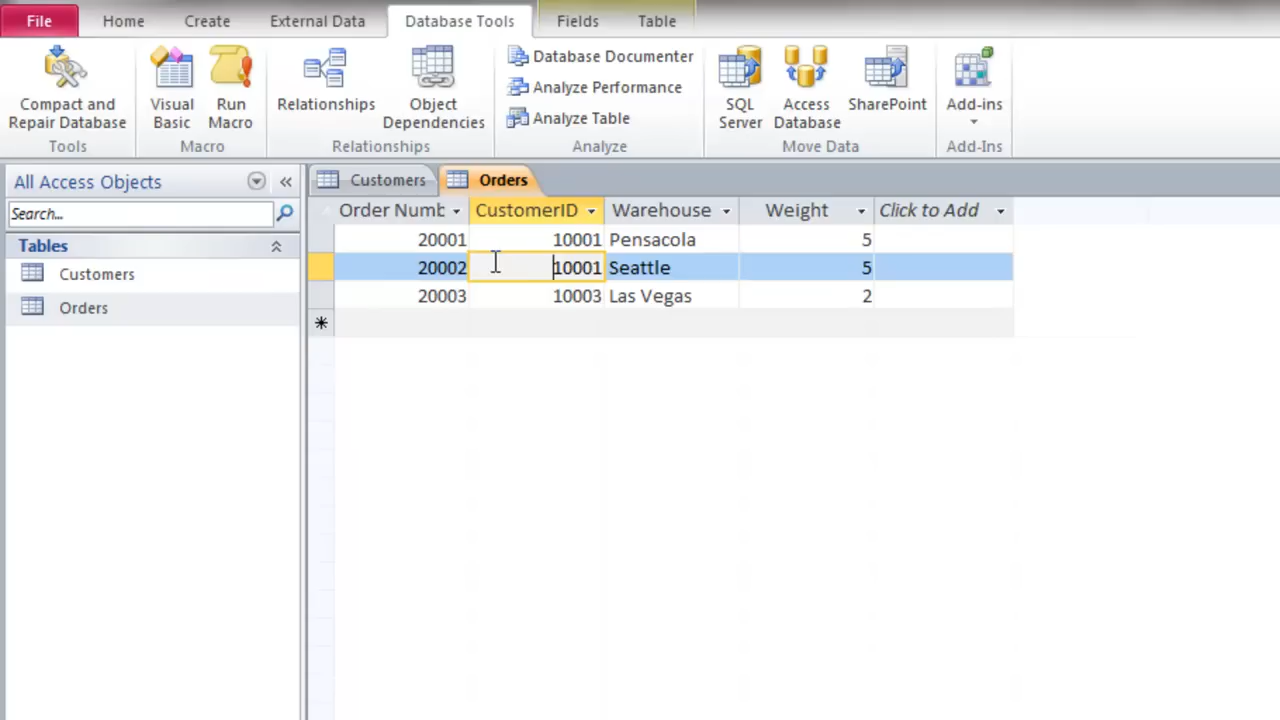 File Home Create External Data Database Tools Fields Table
Compact and Repair Database
Visual Basic
Run Macro
Relationships
Object Dependencies
Database Documenter
Analyze Performance
Analyze Table
SQL Server
Access Database
SharePoint
Add-ins
Tools Macro Relationships Analyze Move Data Add-Ins
All Access Objects
Search...
Tables
Customers
Orders
Customers Orders
Order Numb CustomerID Warehouse Weight Click to Add
20001 10001 Pensacola 5
20002 10001 Seattle 5
20003 10003 Las Vegas 2